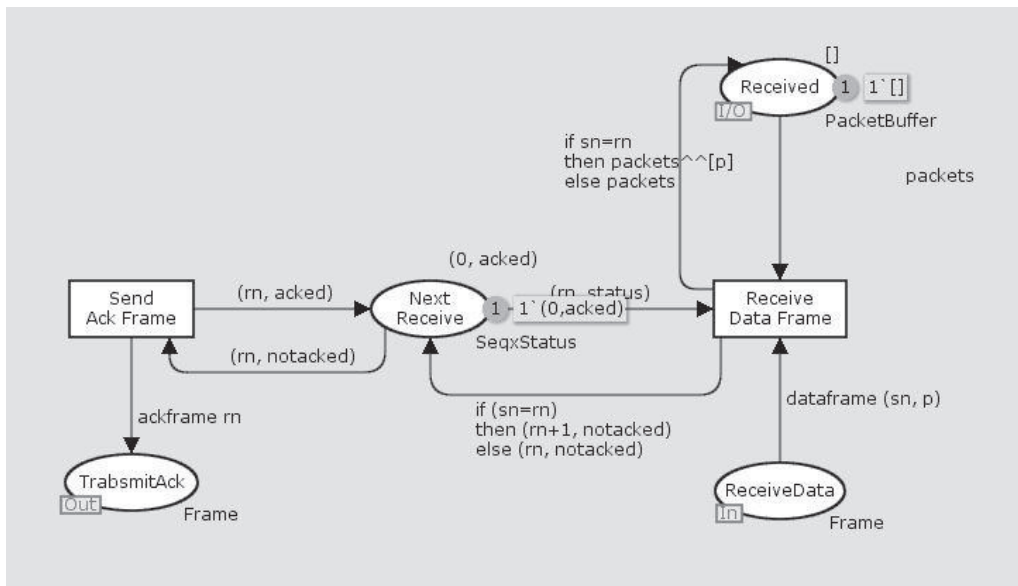 []
Received
1
1`[]
I/O
PacketBuffer
if sn=rn
then packets^^[p]
else packets
packets
(0, acked)
Send
Ack Frame
(rn, acked)
Next
Receive
1
1`(0,acked)
(rn, status)
Receive
Data Frame
SeqxStatus
(rn, notacked)
dataframe (sn, p)
if (sn=rn)
then (rn+1, notacked)
else (rn, notacked)
ackframe rn
TrabsmitAck
Out
Frame
ReceiveData
In
Frame